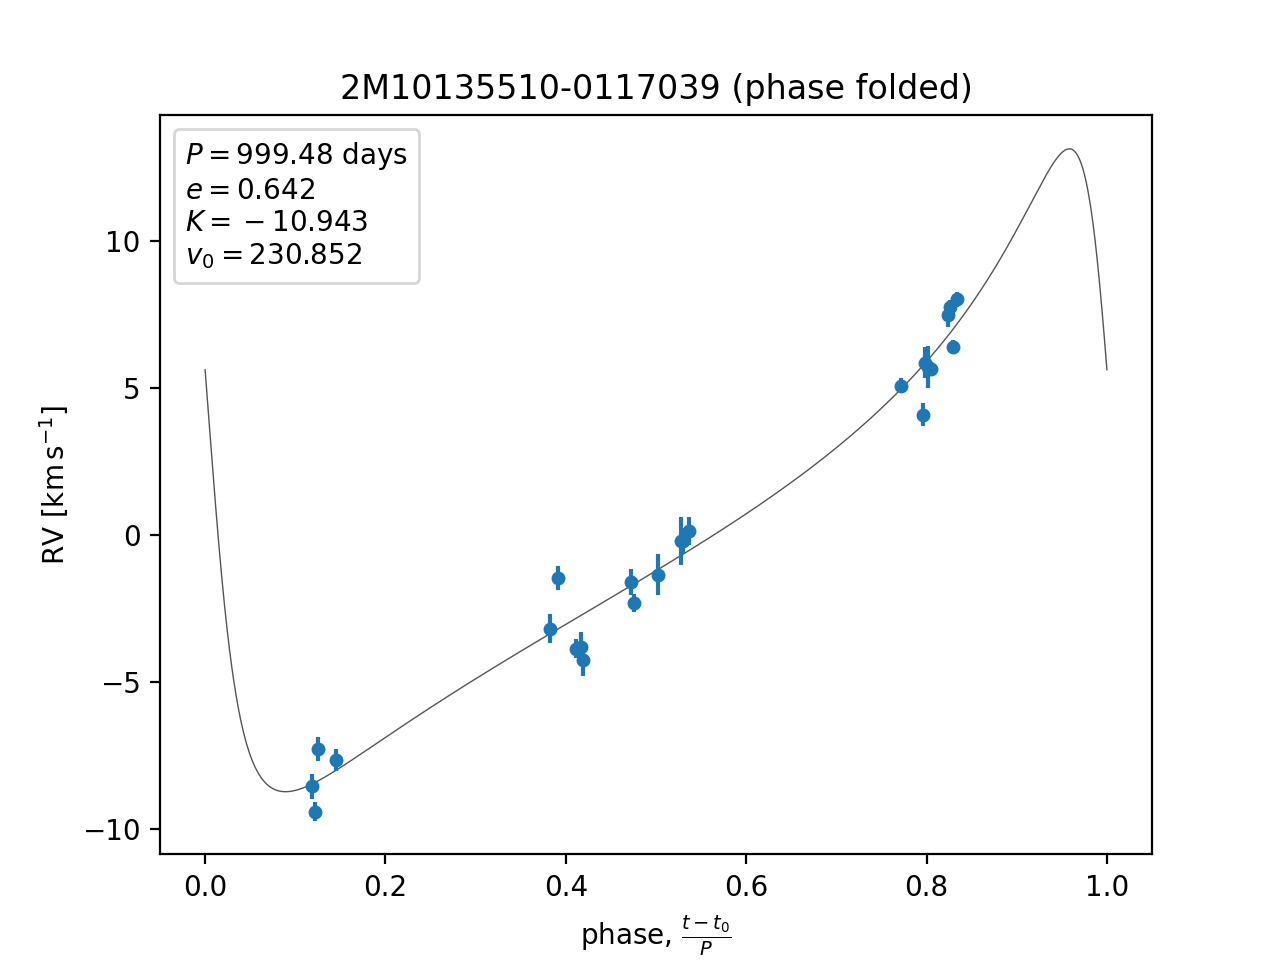 2M10135510-0117039 (phase folded)
P = 999.48 days
e = 0.642
K = −10.943
v₀ = 230.852
10
5
0
−5
−10
RV [km s⁻¹]
0.0 0.2 0.4 0.6 0.8 1.0
phase, (t − t₀)/P